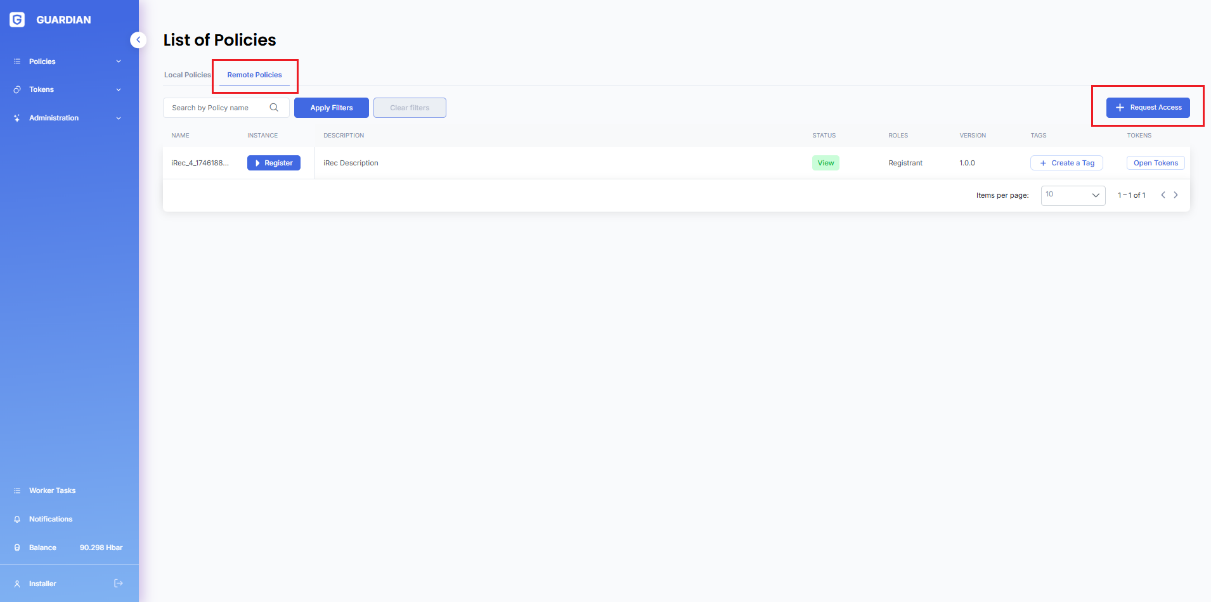 GUARDIAN
Policies
Tokens
Administration
Worker Tasks
Notifications
Balance 90.298 Hbar
Installer
List of Policies
Local Policies Remote Policies
Search by Policy name Apply Filters Clear filters + Request Access
NAME INSTANCE DESCRIPTION STATUS ROLES VERSION TAGS TOKENS
iRec_4_1746188... Register iRec Description View Registrant 1.0.0 + Create a Tag Open Tokens
Items per page: 10 1 – 1 of 1